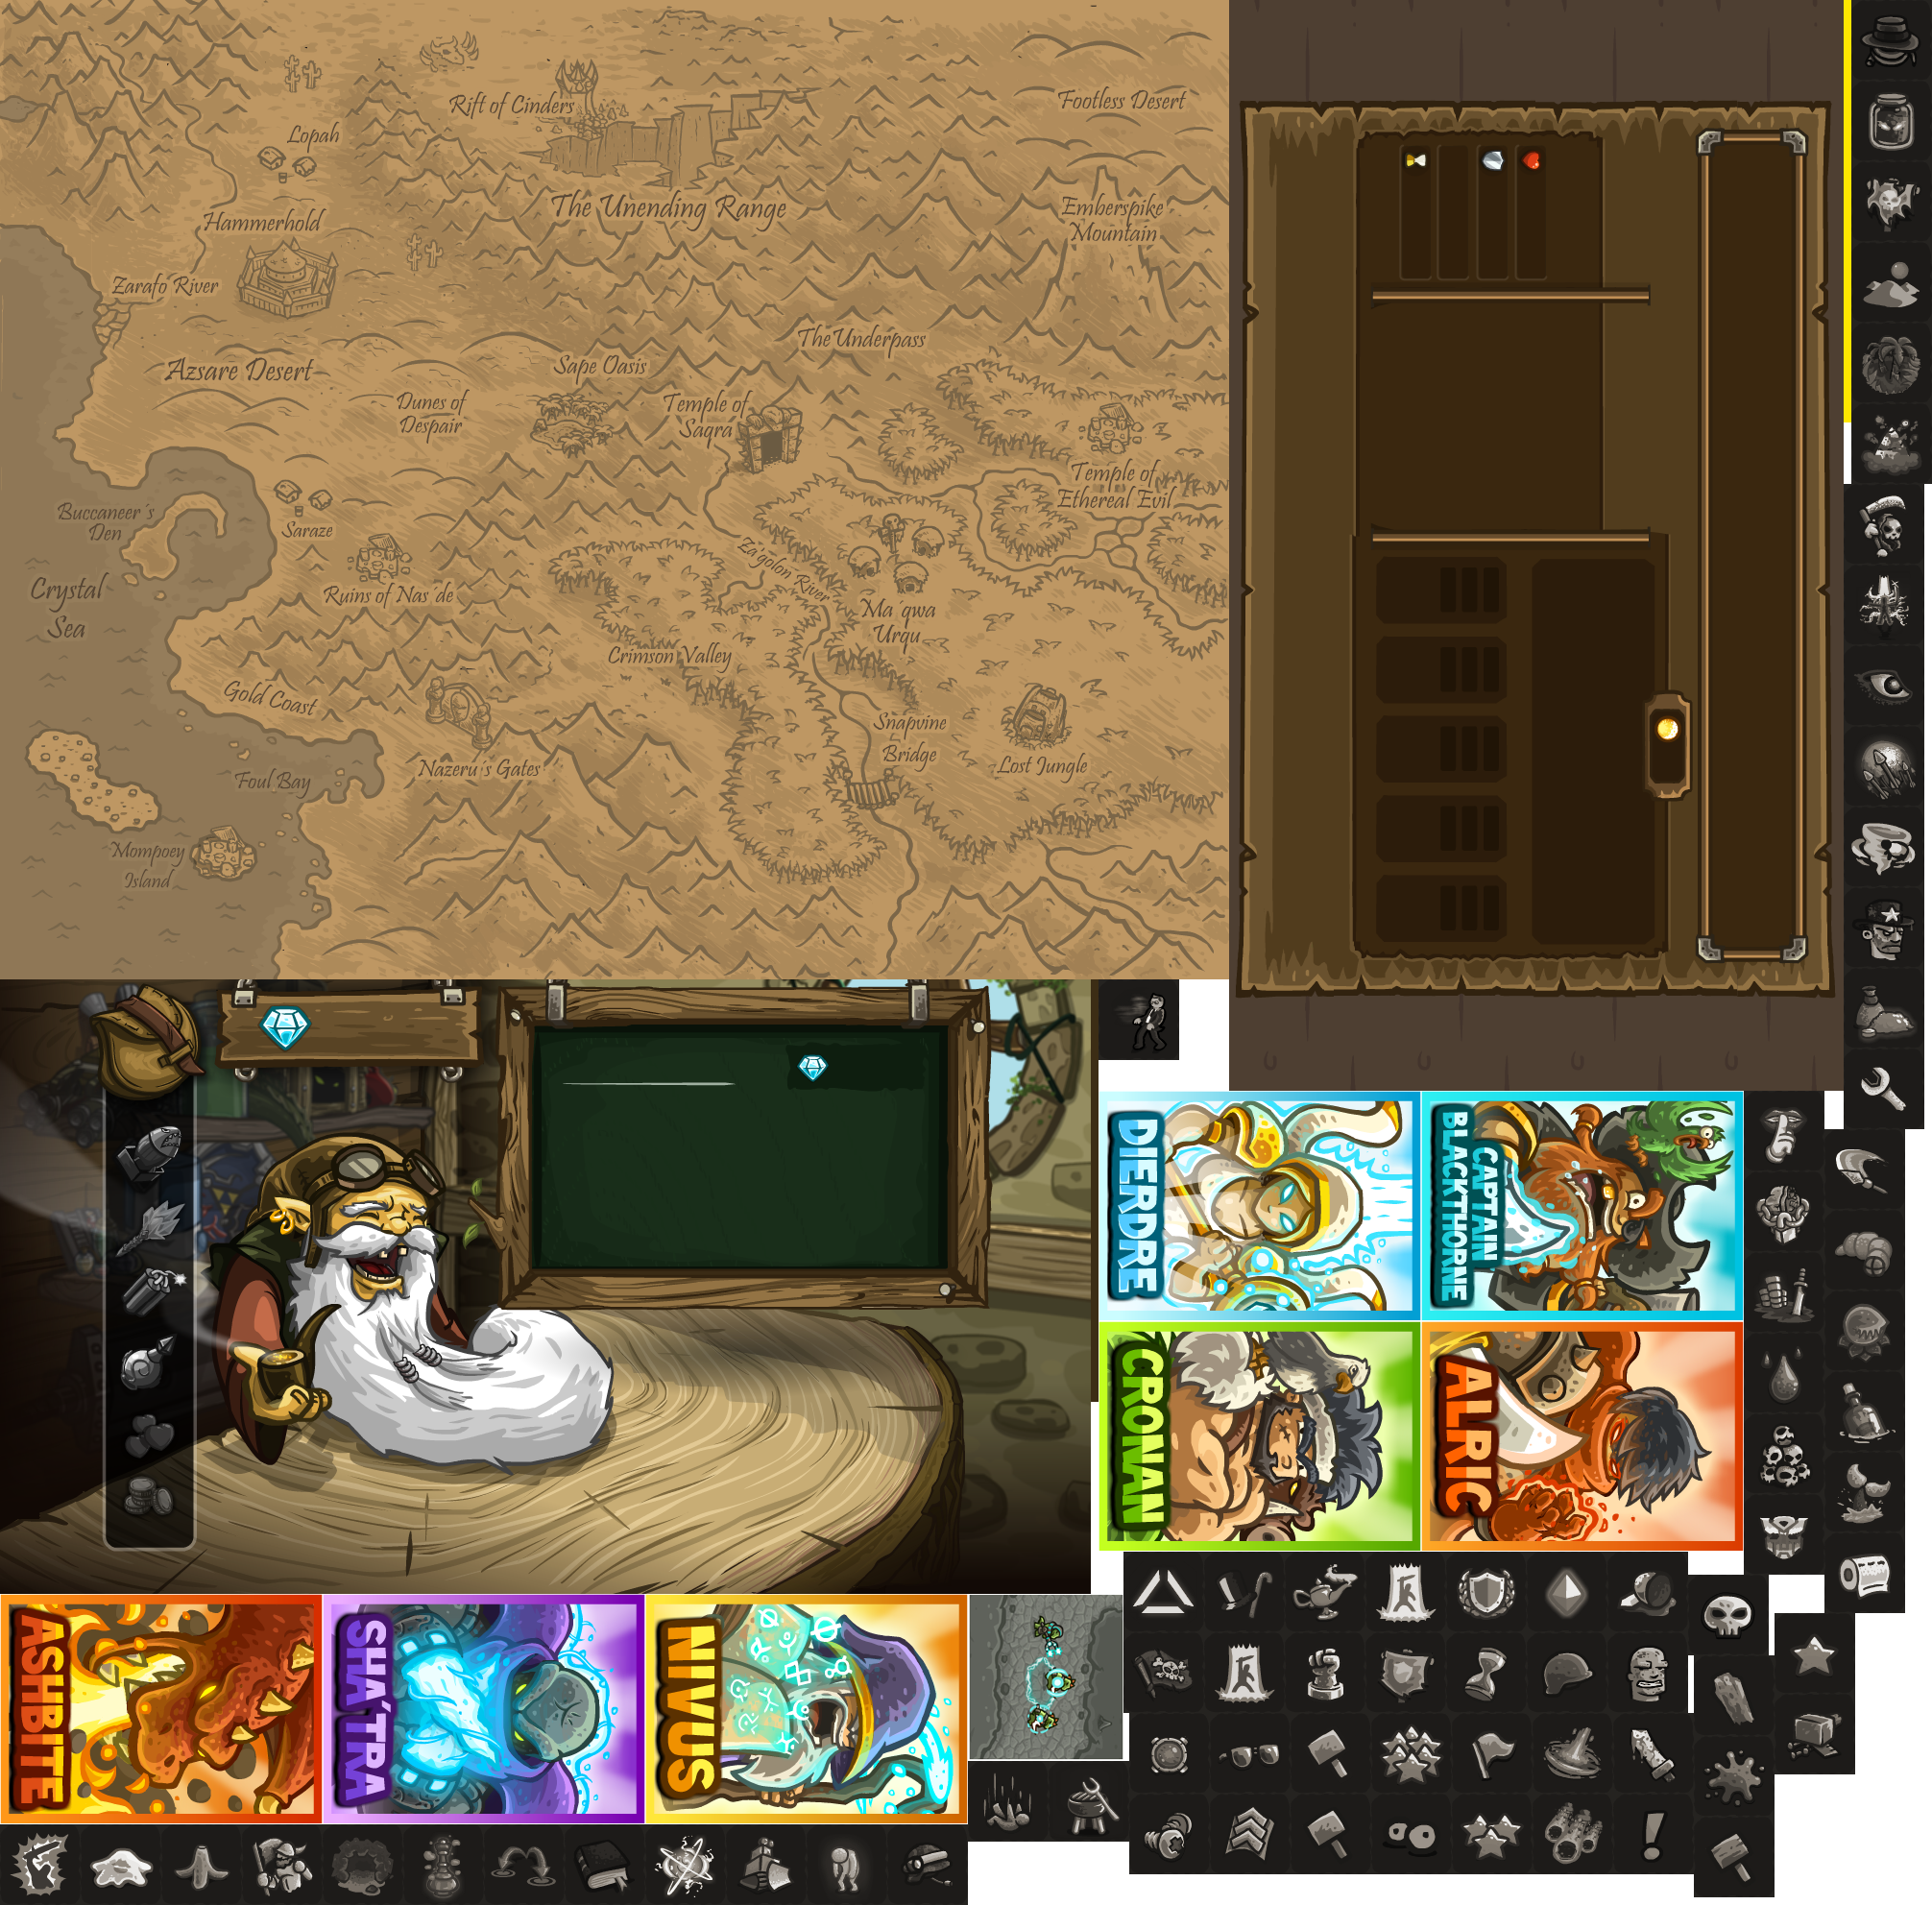 Rift of Cinders
Footless Desert
Lopah
The Unending Range
Emberspike
Mountain
Hammerhold
Zarafo River
The Underpass
Azsare Desert
Sape Oasis
Dunes of
Despair
Temple of
Saqra
Temple of
Ethereal Evil
Buccaneer´s
Den
Saraze
Za´golon River
Crystal
Sea
Ruins of Nas´de
Ma´qwa
Urqu
Crimson Valley
Gold Coast
Snapvine
Bridge
Foul Bay
Nazeru´s Gates
Lost Jungle
Mompoey
Island
DIERDRE
CAPTAIN
BLACKTHORNE
CRONAN
ALRIC
ASHBITE
SHA´TRA
NIVUS